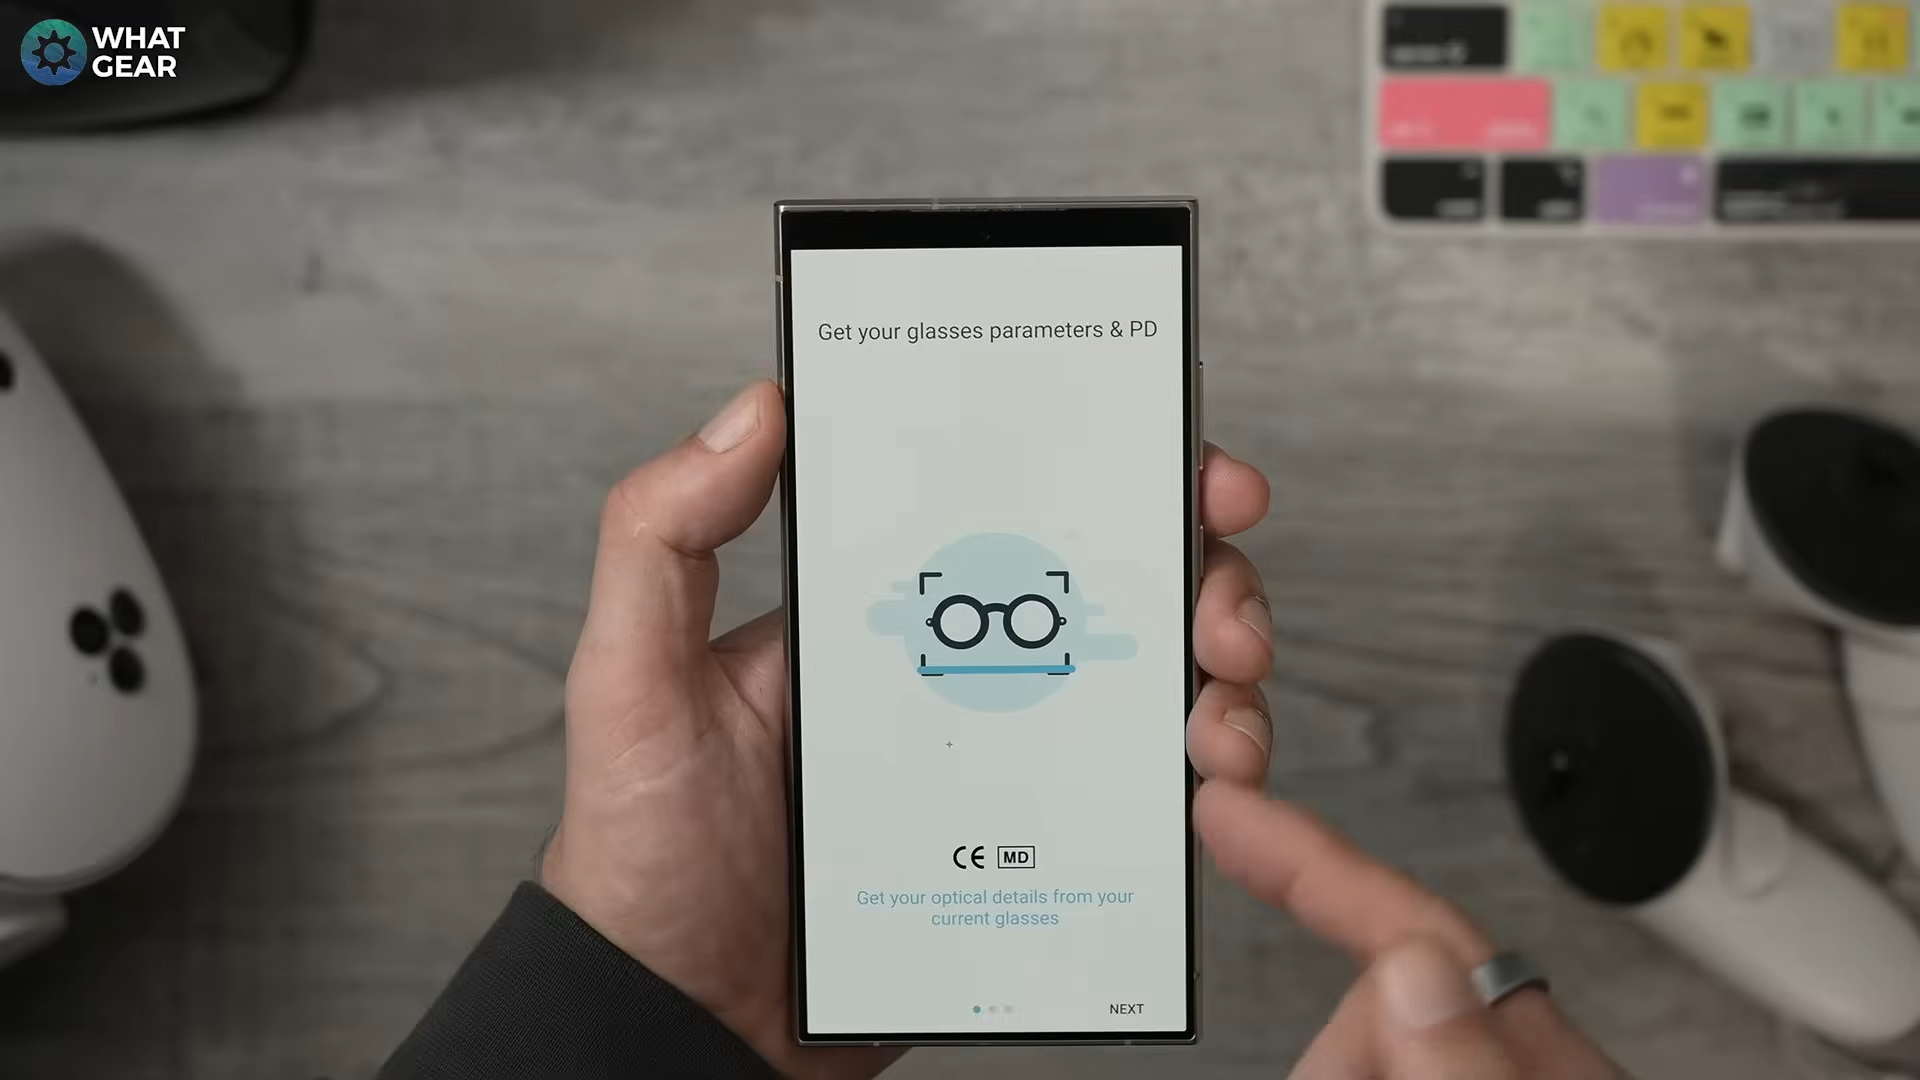 WHAT
GEAR
Get your glasses parameters & PD
CE MD
Get your optical details from your
current glasses
NEXT